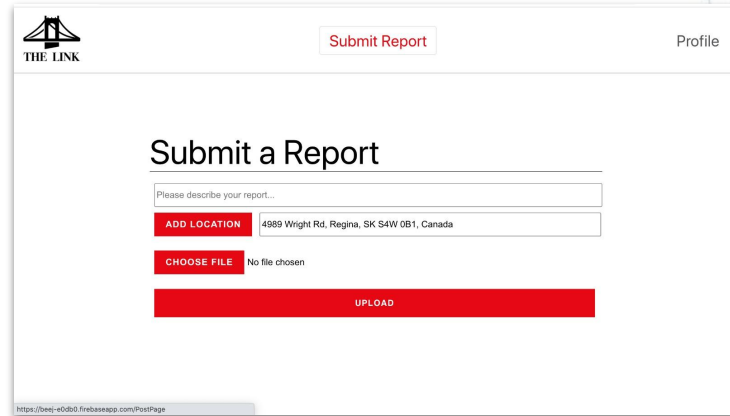 THE LINK
Submit Report
Profile
Submit a Report
Please describe your report...
ADD LOCATION
4989 Wright Rd, Regina, SK S4W 0B1, Canada
CHOOSE FILE
No file chosen
UPLOAD
https://beej-e0db0.firebaseapp.com/PostPage